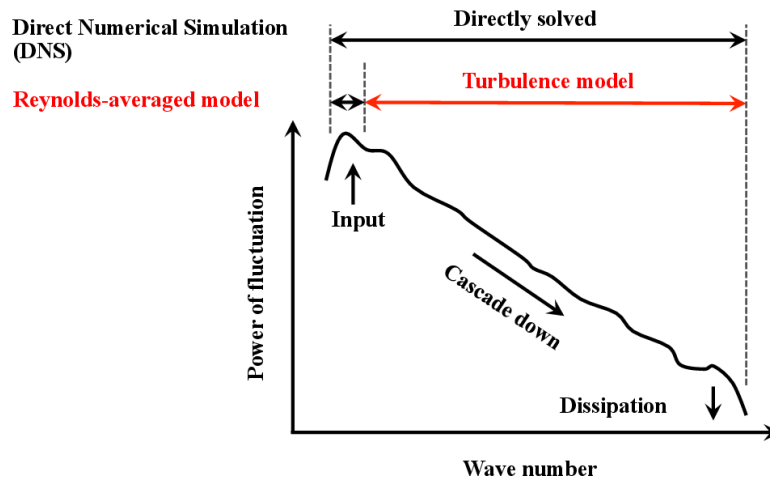 Directly solved
Direct Numerical Simulation
(DNS)
Turbulence model
Reynolds-averaged model
Input
Power of fluctuation
Cascade down
Dissipation
Wave number